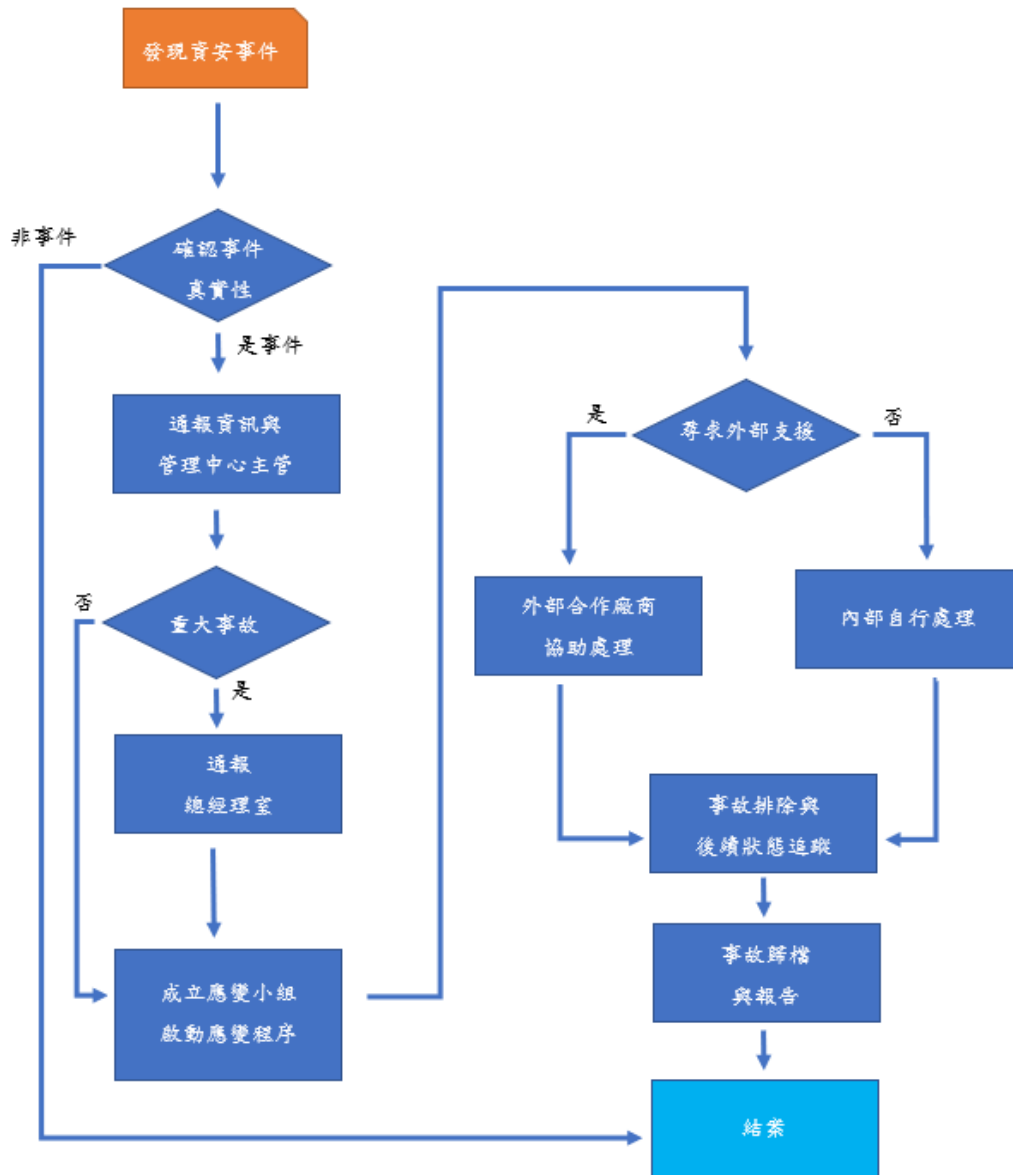 發現資安事件
非事件
確認事件
真實性
是事件
通報資訊與
管理中心主管
否
重大事故
是
通報
總經理室
成立應變小組
啟動應變程序
是
尋求外部支援
否
外部合作廠商
協助處理
內部自行處理
事故排除與
後續狀態追蹤
事故歸檔
與報告
結案